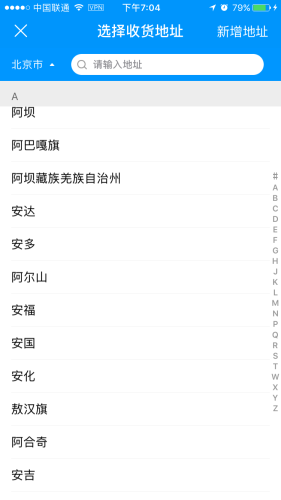 中国联通 VPN 下午7:04 79%
选择收货地址 新增地址
北京市 请输入地址
A
阿坝
阿巴嘎旗
阿坝藏族羌族自治州
安达
安多
阿尔山
安福
安国
安化
敖汉旗
阿合奇
安吉
#
A
B
C
D
E
F
G
H
J
K
L
M
N
P
Q
R
S
T
W
X
Y
Z